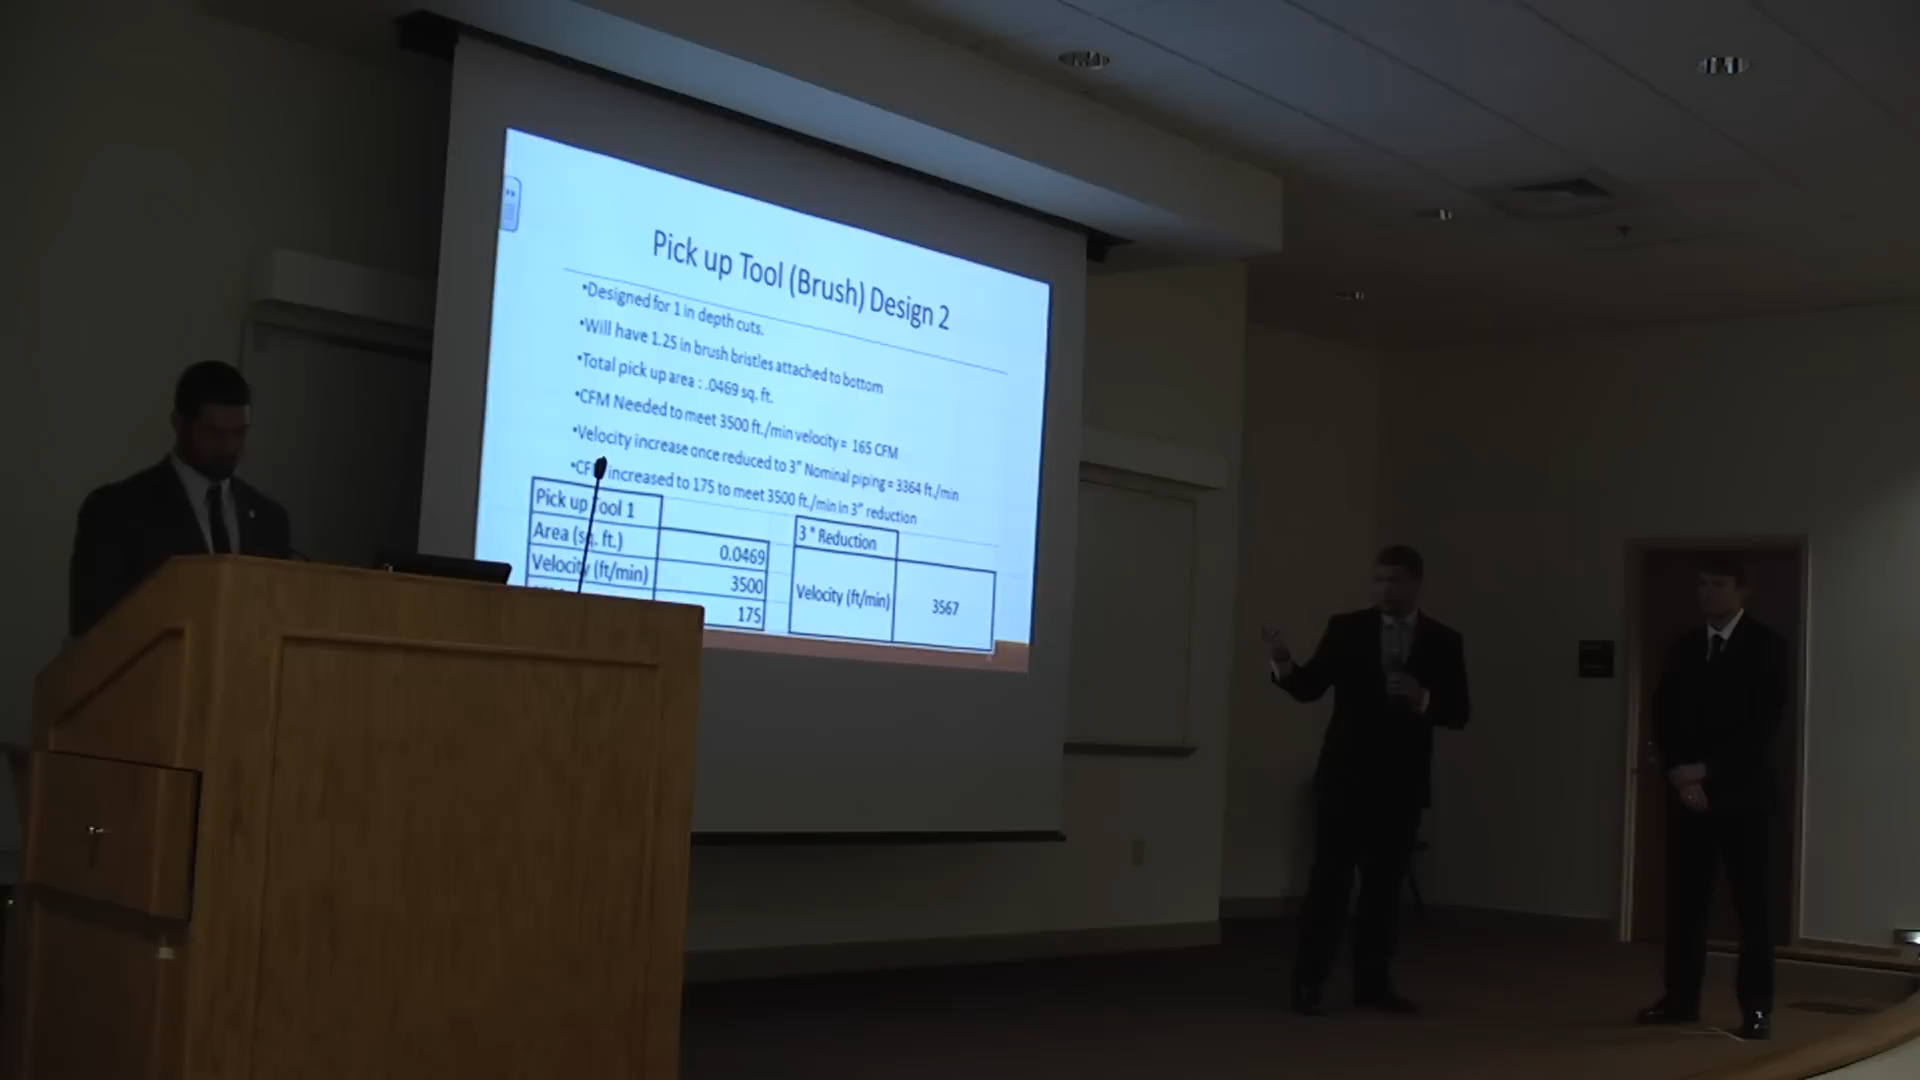 Pick up Tool (Brush) Design 2
•Designed for 1 in depth cuts.
•Will have 1.25 in brush bristles attached to bottom
•Total pick up area : .0469 sq. ft.
•CFM Needed to meet 3500 ft./min velocity = 165 CFM
•Velocity increase once reduced to 3" Nominal piping = 3364 ft./min
increased to 175 to meet 3500 ft./min in 3" reduction
Pick up Tool 1
Area (sq. ft.) 0.0469
Velocity (ft/min) 3500
175
3 " Reduction
Velocity (ft/min) 3567